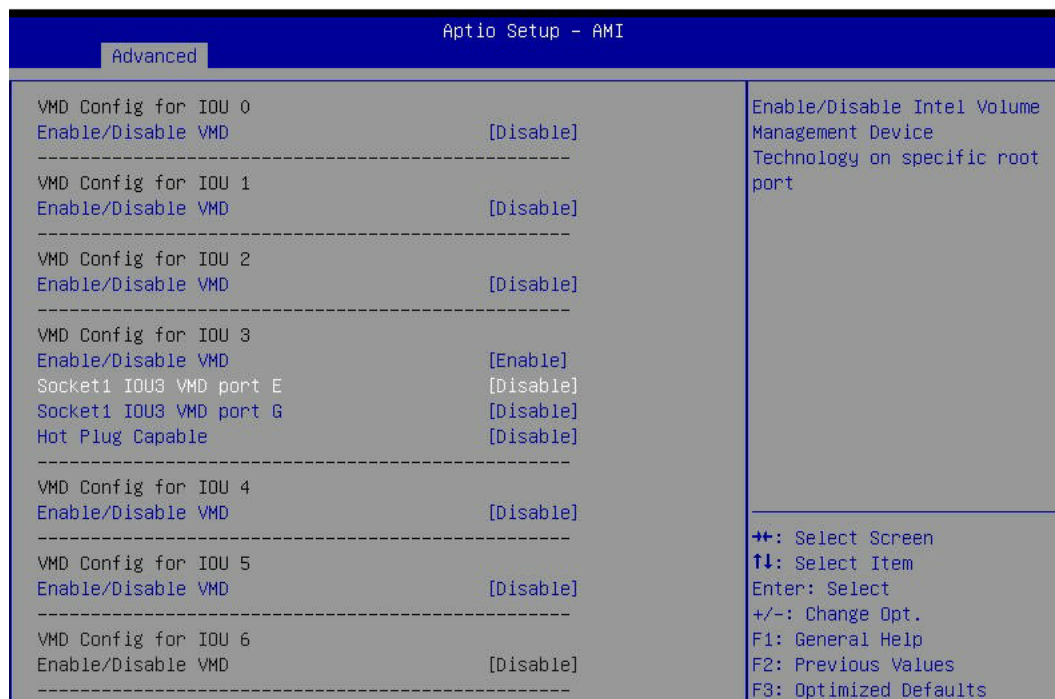 Aptio Setup – AMI
Advanced
VMD Config for IOU 0
Enable/Disable VMD [Disable]
VMD Config for IOU 1
Enable/Disable VMD [Disable]
VMD Config for IOU 2
Enable/Disable VMD [Disable]
VMD Config for IOU 3
Enable/Disable VMD [Enable]
Socket1 IOU3 VMD port E [Disable]
Socket1 IOU3 VMD port G [Disable]
Hot Plug Capable [Disable]
VMD Config for IOU 4
Enable/Disable VMD [Disable]
VMD Config for IOU 5
Enable/Disable VMD [Disable]
VMD Config for IOU 6
Enable/Disable VMD [Disable]
Enable/Disable Intel Volume
Management Device
Technology on specific root
port
→←: Select Screen
↑↓: Select Item
Enter: Select
+/-: Change Opt.
F1: General Help
F2: Previous Values
F3: Optimized Defaults